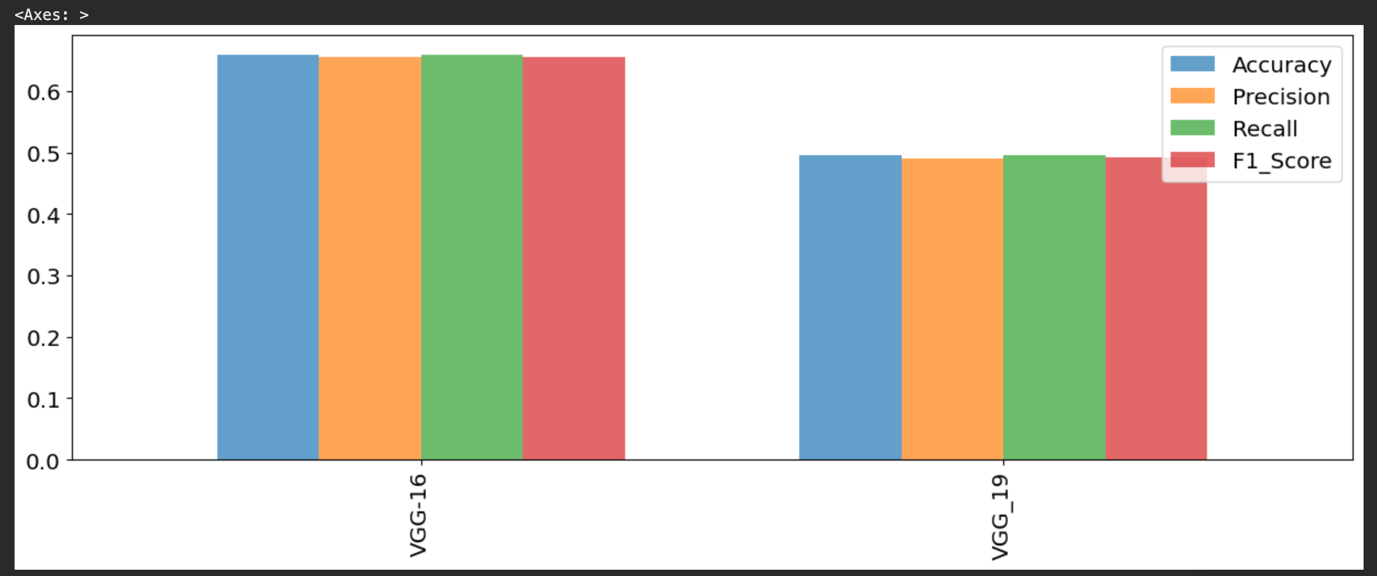 <Axes: >
0.6
0.5
0.4
0.3
0.2
0.1
0.0
Accuracy
Precision
Recall
F1_Score
VGG-16
VGG_19